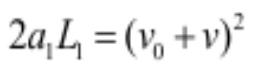 2a₁L₁ = (v₀ + v)²